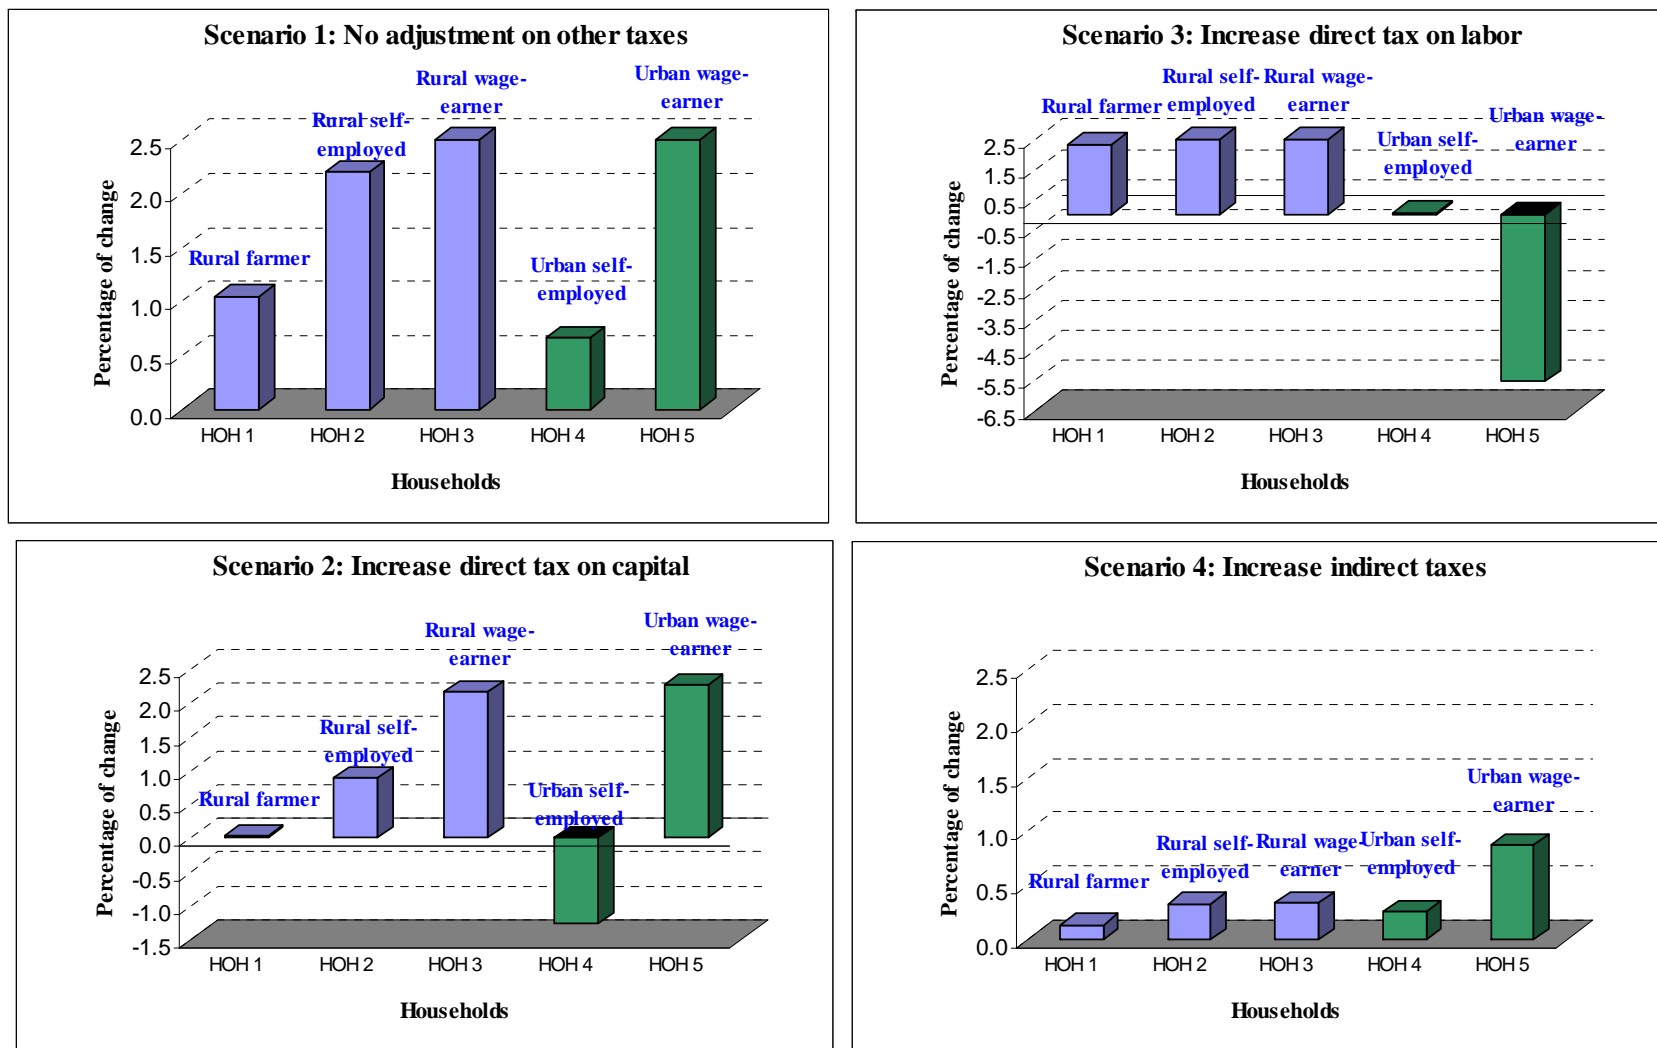 Scenario 1: No adjustment on other taxes
Rural farmer
Rural self-
employed
Rural wage-
earner
Urban self-
employed
Urban wage-
earner
Percentage of change
2.5
2.0
1.5
1.0
0.5
0.0
HOH 1 HOH 2 HOH 3 HOH 4 HOH 5
Households
Scenario 3: Increase direct tax on labor
Rural farmer
Rural self-
employed
Rural wage-
earner
Urban self-
employed
Urban wage-
earner
Percentage of change
2.5
1.5
0.5
-0.5
-1.5
-2.5
-3.5
-4.5
-5.5
-6.5
HOH 1 HOH 2 HOH 3 HOH 4 HOH 5
Households
Scenario 2: Increase direct tax on capital
Rural farmer
Rural self-
employed
Rural wage-
earner
Urban self-
employed
Urban wage-
earner
Percentage of change
2.5
2.0
1.5
1.0
0.5
0.0
-0.5
-1.0
-1.5
HOH 1 HOH 2 HOH 3 HOH 4 HOH 5
Households
Scenario 4: Increase indirect taxes
Rural farmer
Rural self-
employed
Rural wage-
earner
Urban self-
employed
Urban wage-
earner
Percentage of change
2.5
2.0
1.5
1.0
0.5
0.0
HOH 1 HOH 2 HOH 3 HOH 4 HOH 5
Households